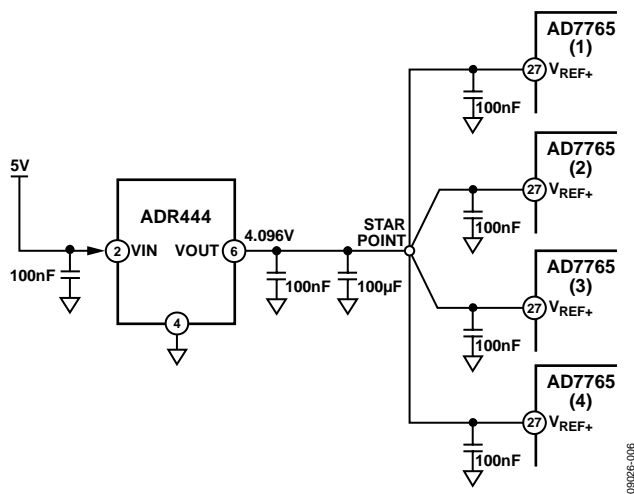 AD7765
(1)
27 VREF+
100nF
5V
ADR444
2 VIN VOUT 6 4.096V
100nF
4
100nF
100µF
STAR
POINT
AD7765
(2)
27 VREF+
100nF
AD7765
(3)
27 VREF+
100nF
AD7765
(4)
27 VREF+
100nF
09026-006